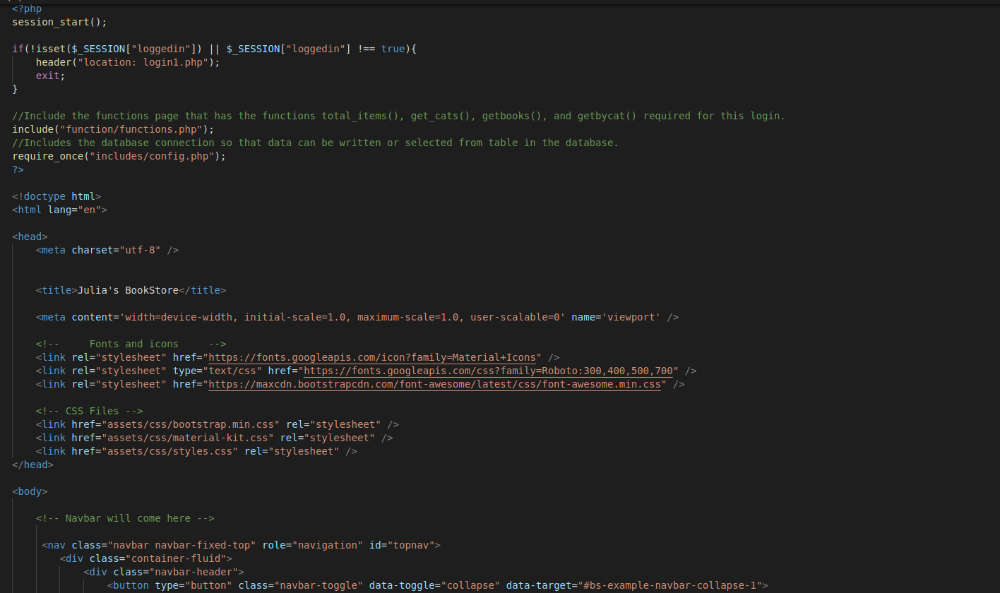 <?php
session_start();
if(!isset($_SESSION["loggedin"]) || $_SESSION["loggedin"] !== true){
    header("location: login1.php");
    exit;
}
//Include the functions page that has the functions total_items(), get_cats(), getbooks(), and getbycat() required for this login.
include("function/functions.php");
//Includes the database connection so that data can be written or selected from table in the database.
require_once("includes/config.php");
?>
<!doctype html>
<html lang="en">
<head>
    <meta charset="utf-8" />
    <title>Julia's BookStore</title>
    <meta content='width=device-width, initial-scale=1.0, maximum-scale=1.0, user-scalable=0' name='viewport' />
    <!--     Fonts and icons     -->
    <link rel="stylesheet" href="https://fonts.googleapis.com/icon?family=Material+Icons" />
    <link rel="stylesheet" type="text/css" href="https://fonts.googleapis.com/css?family=Roboto:300,400,500,700" />
    <link rel="stylesheet" href="https://maxcdn.bootstrapcdn.com/font-awesome/latest/css/font-awesome.min.css" />
    <!-- CSS Files -->
    <link href="assets/css/bootstrap.min.css" rel="stylesheet" />
    <link href="assets/css/material-kit.css" rel="stylesheet" />
    <link href="assets/css/styles.css" rel="stylesheet" />
</head>
<body>
    <!-- Navbar will come here -->
     <nav class="navbar navbar-fixed-top" role="navigation" id="topnav">
        <div class="container-fluid">
            <div class="navbar-header">
                <button type="button" class="navbar-toggle" data-toggle="collapse" data-target="#bs-example-navbar-collapse-1">